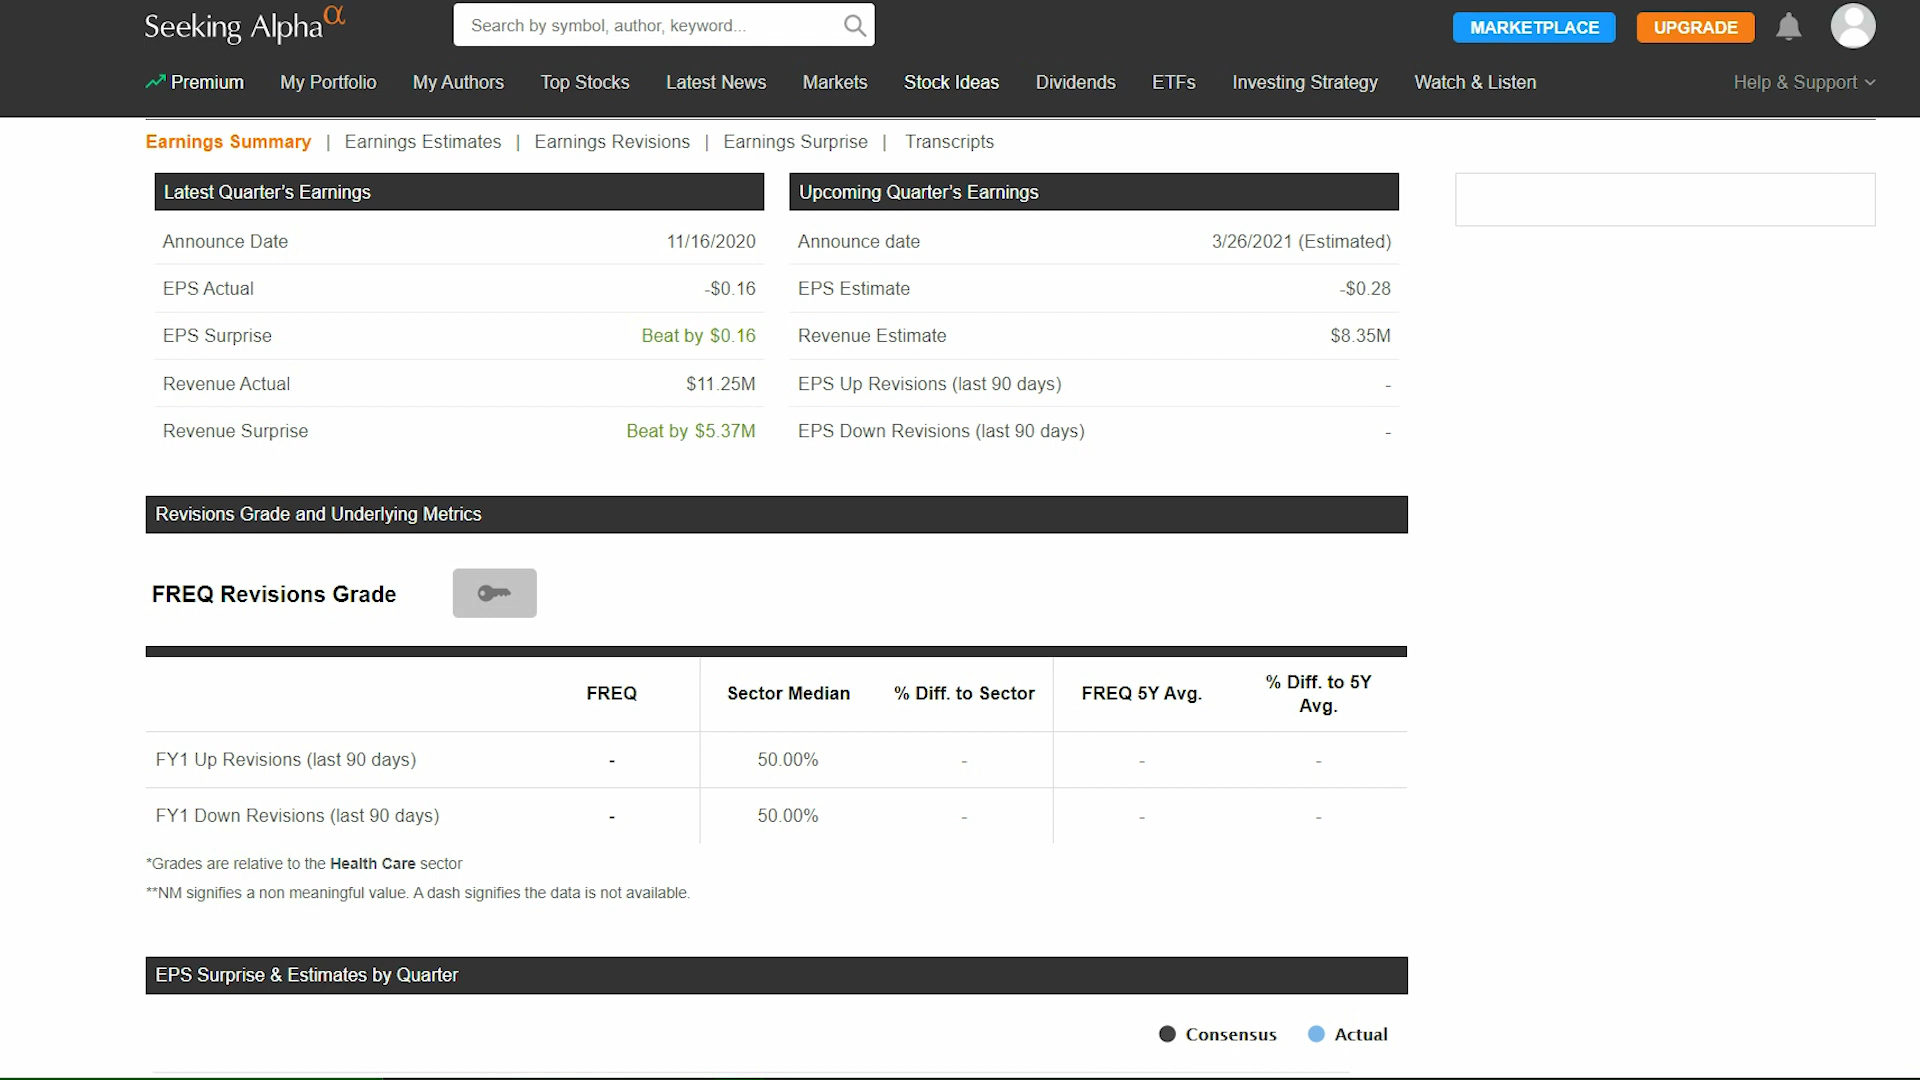 Seeking Alpha α
Search by symbol, author, keyword...
MARKETPLACE
UPGRADE
Premium My Portfolio My Authors Top Stocks Latest News Markets Stock Ideas Dividends ETFs Investing Strategy Watch & Listen Help & Support
Earnings Summary | Earnings Estimates | Earnings Revisions | Earnings Surprise | Transcripts
Latest Quarter's Earnings
Announce Date 11/16/2020
EPS Actual -$0.16
EPS Surprise Beat by $0.16
Revenue Actual $11.25M
Revenue Surprise Beat by $5.37M
Upcoming Quarter's Earnings
Announce date 3/26/2021 (Estimated)
EPS Estimate -$0.28
Revenue Estimate $8.35M
EPS Up Revisions (last 90 days) -
EPS Down Revisions (last 90 days) -
Revisions Grade and Underlying Metrics
FREQ Revisions Grade
FREQ Sector Median % Diff. to Sector FREQ 5Y Avg. % Diff. to 5Y
Avg.
FY1 Up Revisions (last 90 days) - 50.00% - - -
FY1 Down Revisions (last 90 days) - 50.00% - - -
*Grades are relative to the Health Care sector
**NM signifies a non meaningful value. A dash signifies the data is not available.
EPS Surprise & Estimates by Quarter
Consensus Actual